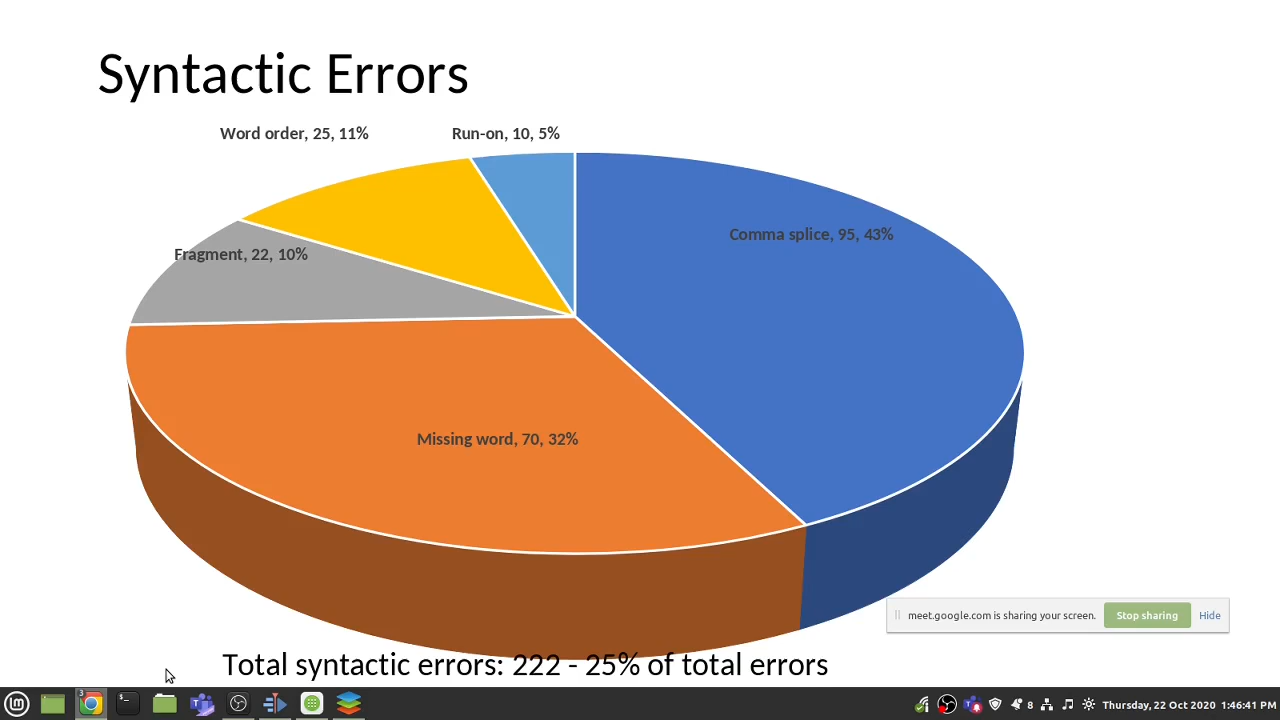 Syntactic Errors
Word order, 25, 11%
Run-on, 10, 5%
Comma splice, 95, 43%
Fragment, 22, 10%
Missing word, 70, 32%
meet.google.com is sharing your screen. Stop sharing Hide
Total syntactic errors: 222 - 25% of total errors
3
8 Thursday, 22 Oct 2020 1:46:41 PM